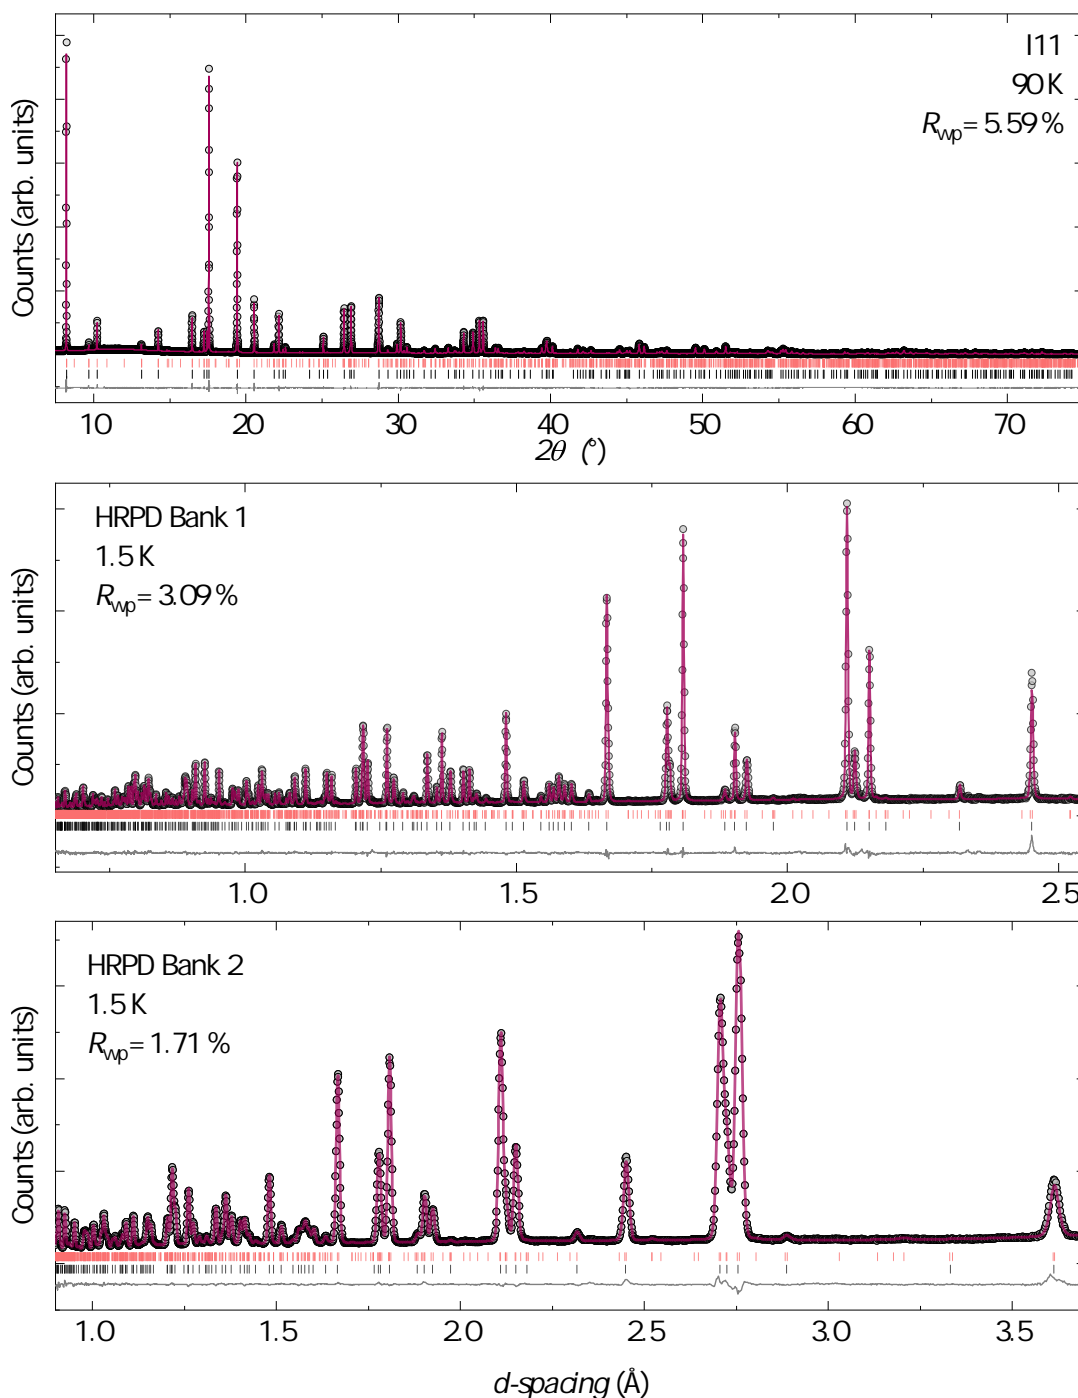 I11
90 K
Rwp = 5.59 %
Counts (arb. units)
10 20 30 40 50 60 70
2θ (°)
HRPD Bank 1
1.5 K
Rwp = 3.09 %
Counts (arb. units)
1.0 1.5 2.0 2.5
HRPD Bank 2
1.5 K
Rwp = 1.71 %
Counts (arb. units)
1.0 1.5 2.0 2.5 3.0 3.5
d-spacing (Å)